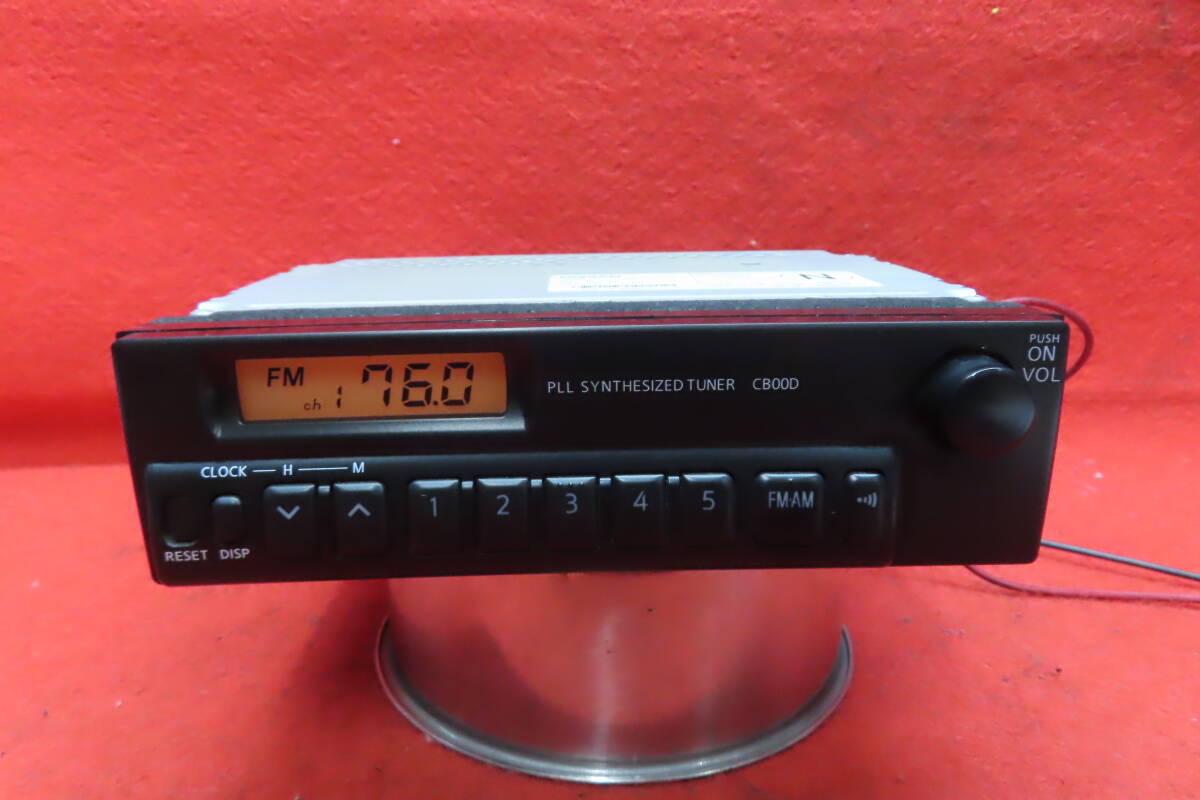 N
PUSH
ON
VOL
FM
ch 1 76.0
PLL SYNTHESIZED TUNER CB00D
CLOCK H M
1 2 3 4 5 FM·AM
RESET DISP